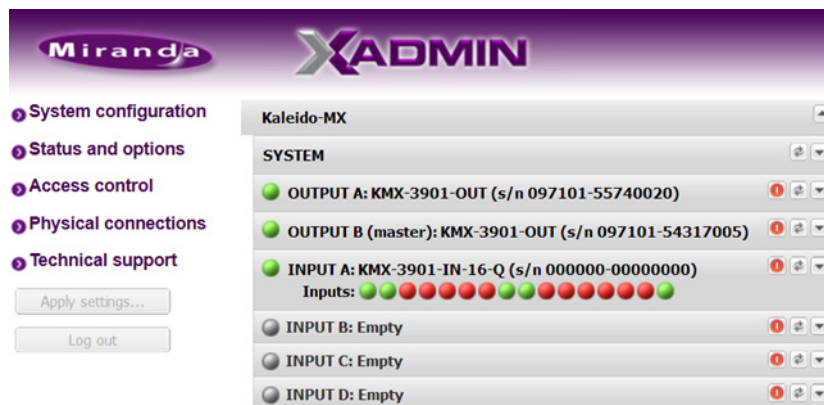 Miranda
XADMIN
System configuration
Status and options
Access control
Physical connections
Technical support
Apply settings...
Log out
Kaleido-MX
SYSTEM
OUTPUT A: KMX-3901-OUT (s/n 097101-55740020)
OUTPUT B (master): KMX-3901-OUT (s/n 097101-54317005)
INPUT A: KMX-3901-IN-16-Q (s/n 000000-00000000)
Inputs:
INPUT B: Empty
INPUT C: Empty
INPUT D: Empty